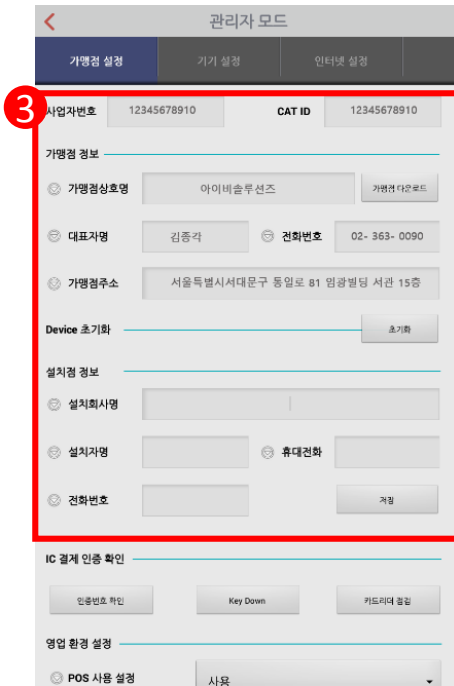 관리자 모드
가맹점 설정 기기 설정 인터넷 설정
3
사업자번호 12345678910 CAT ID 12345678910
가맹점 정보
가맹점상호명 아이비솔루션즈 가맹점 다운로드
대표자명 김종각 전화번호 02- 363- 0090
가맹점주소 서울특별시서대문구 통일로 81 임광빌딩 서관 15층
Device 초기화 초기화
설치점 정보
설치회사명
설치자명 휴대전화
전화번호 저장
IC 결제 인증 확인
인증번호 확인 Key Down 카드리더 점검
영업 환경 설정
POS 사용 설정 사용